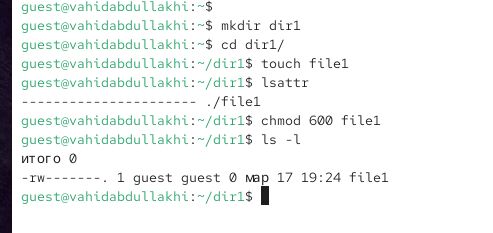 guest@vahidabdullakhi:~$
guest@vahidabdullakhi:~$ mkdir dir1
guest@vahidabdullakhi:~$ cd dir1/
guest@vahidabdullakhi:~/dir1$ touch file1
guest@vahidabdullakhi:~/dir1$ lsattr
---------------------- ./file1
guest@vahidabdullakhi:~/dir1$ chmod 600 file1
guest@vahidabdullakhi:~/dir1$ ls -l
итого 0
-rw-------. 1 guest guest 0 мар 17 19:24 file1
guest@vahidabdullakhi:~/dir1$